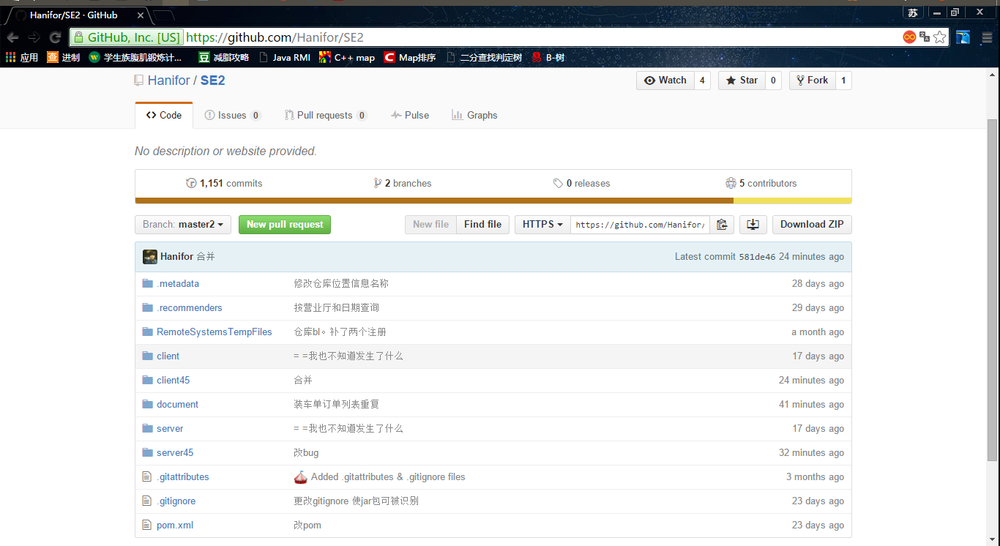 Hanifor/SE2 · GitHub
苏
GitHub, Inc. [US] https://github.com/Hanifor/SE2
应用 查 进制 学生族腹肌锻炼计... 豆 减脂攻略 Java RMI C++ map C Map排序 二分查找判定树 B-树
Hanifor / SE2
Watch 4 Star 0 Fork 1
Code Issues 0 Pull requests 0 Pulse Graphs
No description or website provided.
1,151 commits 2 branches 0 releases 5 contributors
Branch: master2 New pull request New file Find file HTTPS https://github.com/Hanifor/ Download ZIP
Hanifor 合并 Latest commit 581de46 24 minutes ago
.metadata 修改仓库位置信息名称 28 days ago
.recommenders 按营业厅和日期查询 29 days ago
RemoteSystemsTempFiles 仓库bl。补了两个注册 a month ago
client = =我也不知道发生了什么 17 days ago
client45 合并 24 minutes ago
document 装车单订单列表重复 41 minutes ago
server = =我也不知道发生了什么 17 days ago
server45 改bug 32 minutes ago
.gitattributes Added .gitattributes & .gitignore files 3 months ago
.gitignore 更改gitignore 使jar包可被识别 23 days ago
pom.xml 改pom 23 days ago